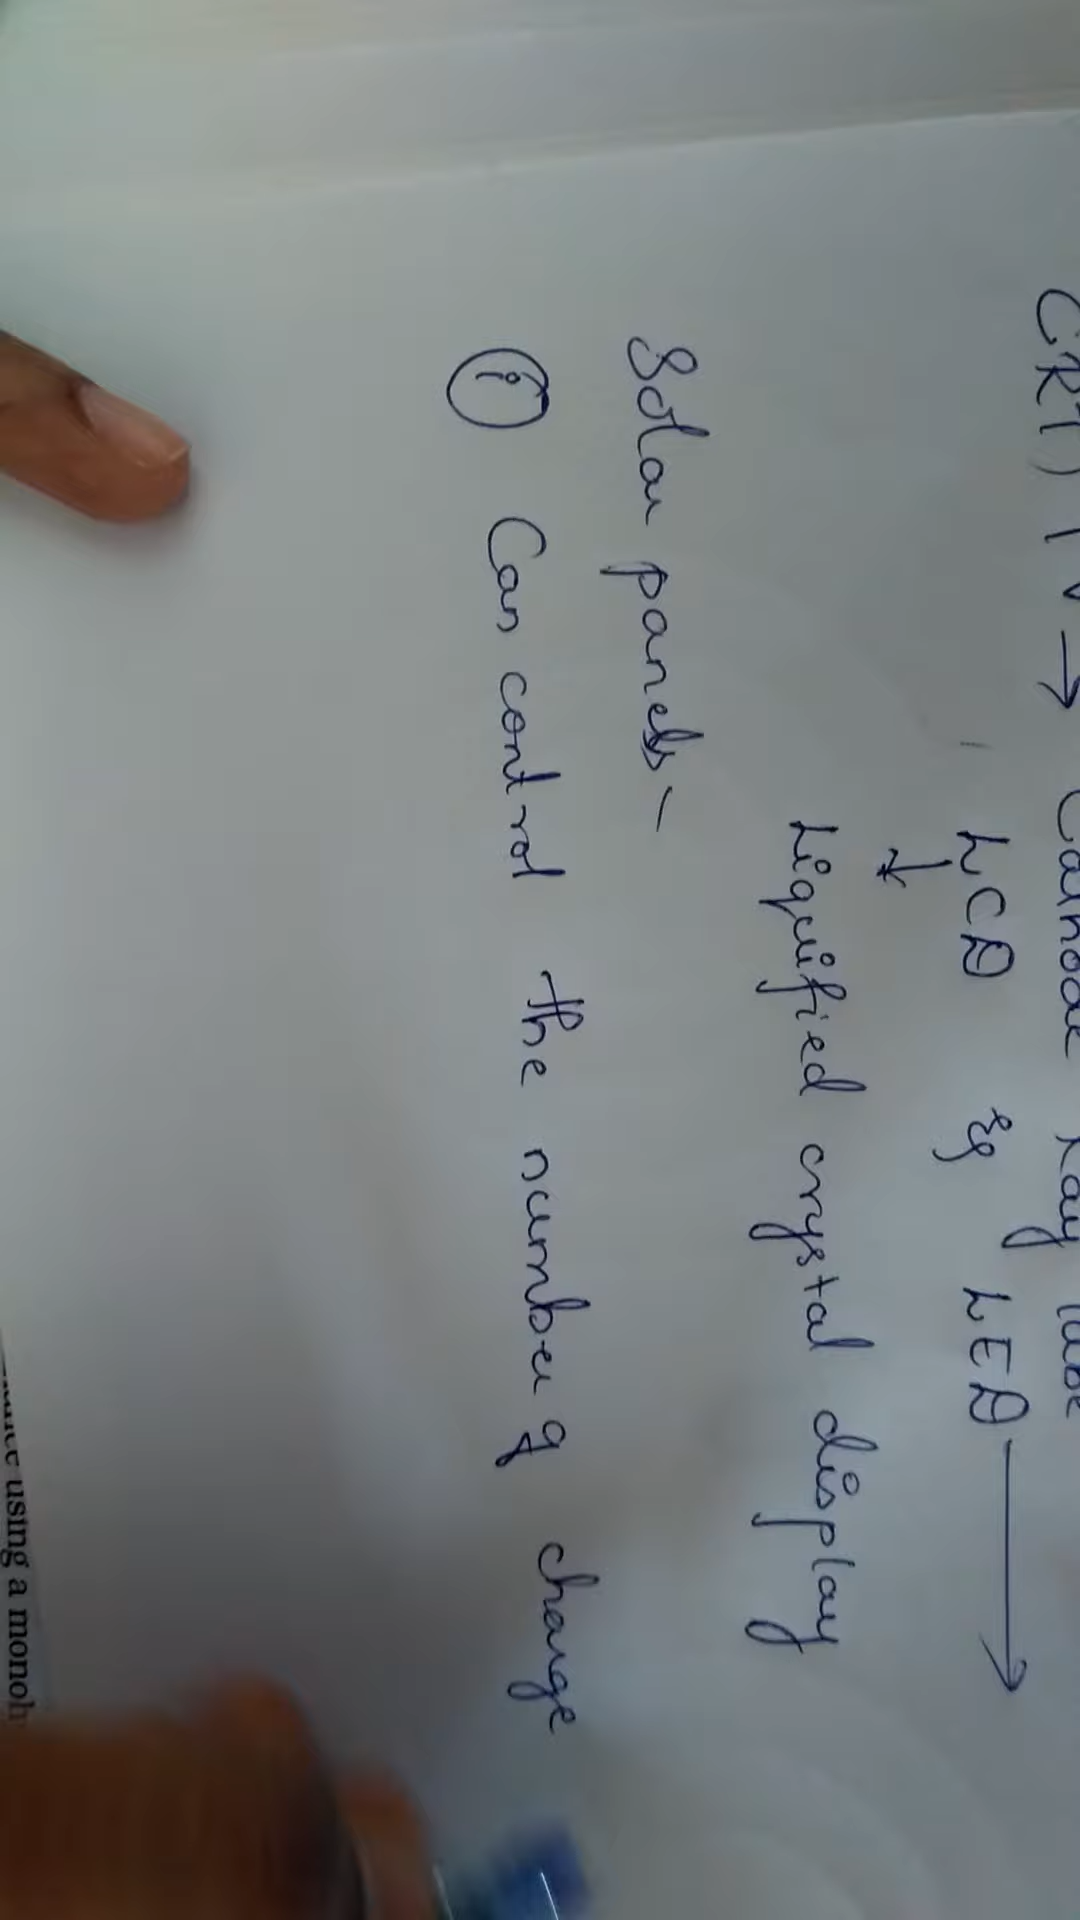 CRT) TV → Cathode Ray tube
LCD & LED →
↓
Liquified crystal display
Solar panels -
(i) Can control the number of charge
using a monoh